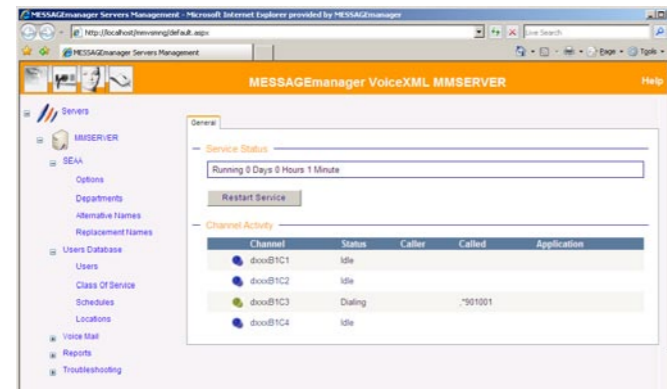 MESSAGEmanager Servers Management - Microsoft Internet Explorer provided by MESSAGEmanager
http://localhost/mmvxmlmng/default.aspx
Live Search
MESSAGEmanager Servers Management
Page
Tools
MESSAGEmanager VoiceXML MMSERVER
Help
Servers
MMSERVER
SEAA
Options
Departments
Alternative Names
Replacement Names
Users Database
Users
Class Of Service
Schedules
Locations
Voice Mail
Reports
Troubleshooting
General
Service Status
Running 0 Days 0 Hours 1 Minute
Restart Service
Channel Activity
Channel Status Caller Called Application
dxxxB1C1 Idle
dxxxB1C2 Idle
dxxxB1C3 Dialing ,*901001
dxxxB1C4 Idle